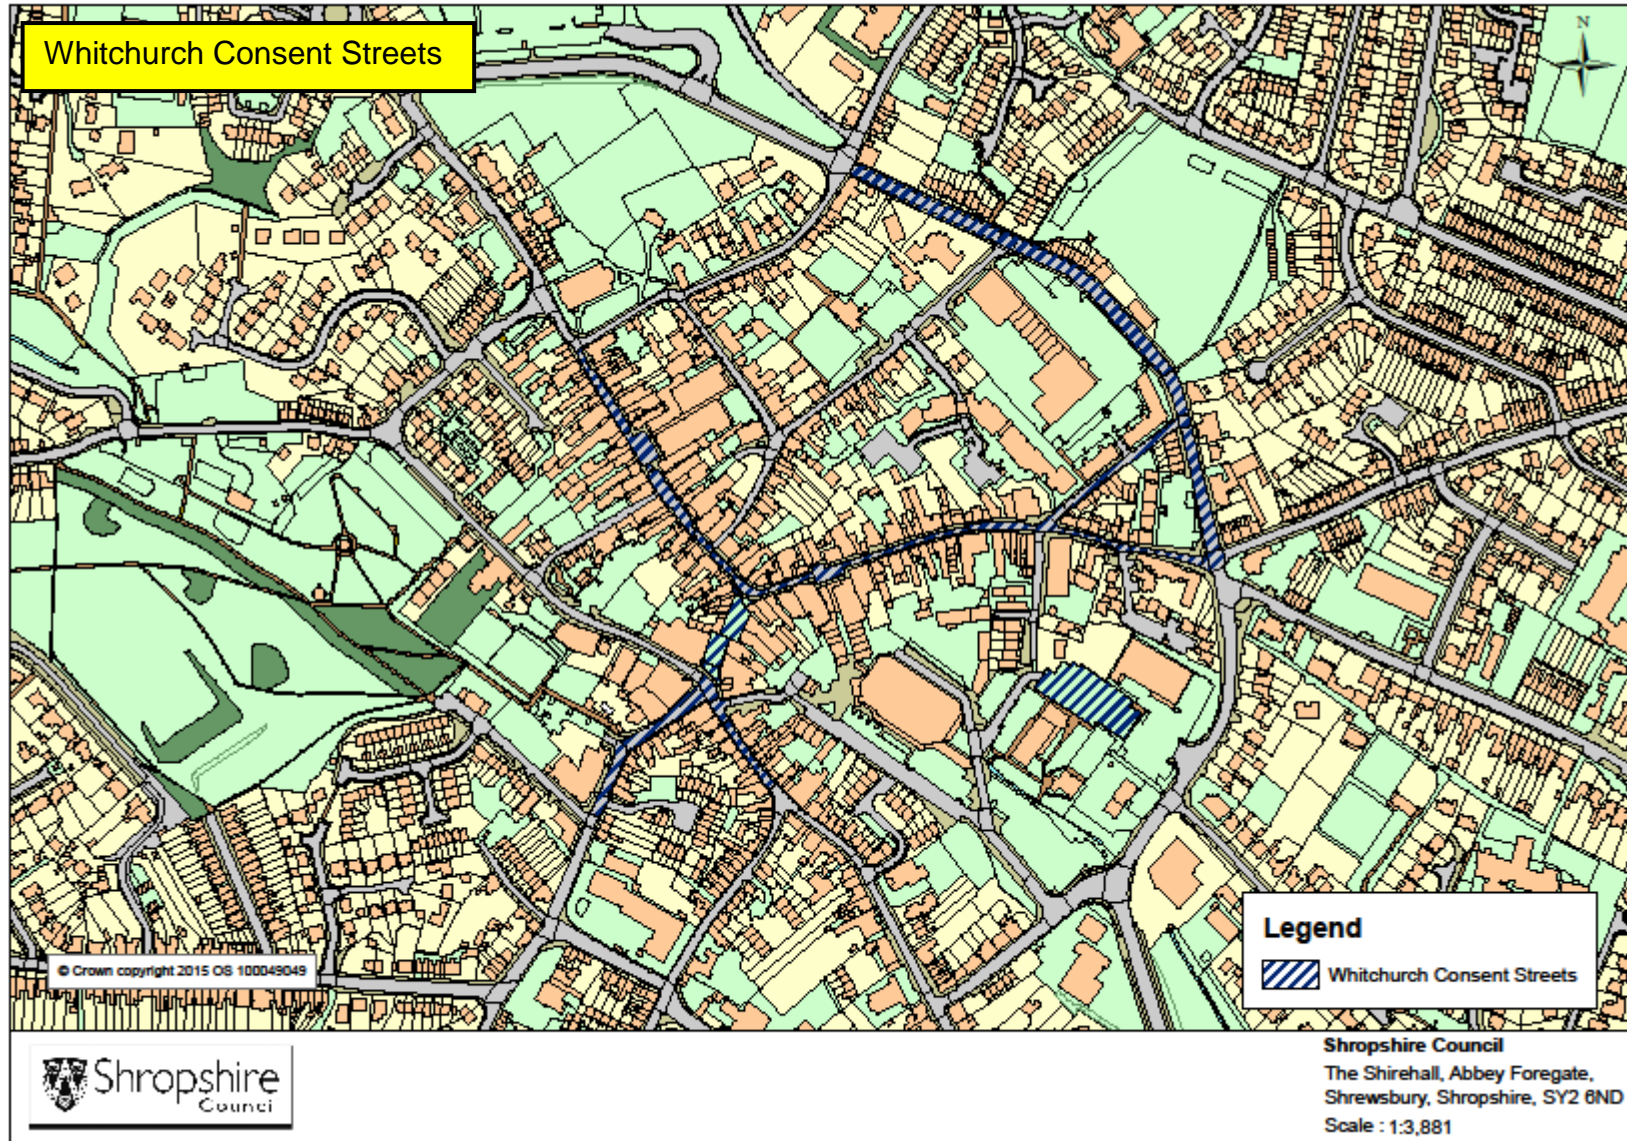 Whitchurch Consent Streets
N
© Crown copyright 2015 OS 100049049
Legend
Whitchurch Consent Streets
Shropshire
Council
Shropshire Council
The Shirehall, Abbey Foregate,
Shrewsbury, Shropshire, SY2 6ND
Scale : 1:3,881